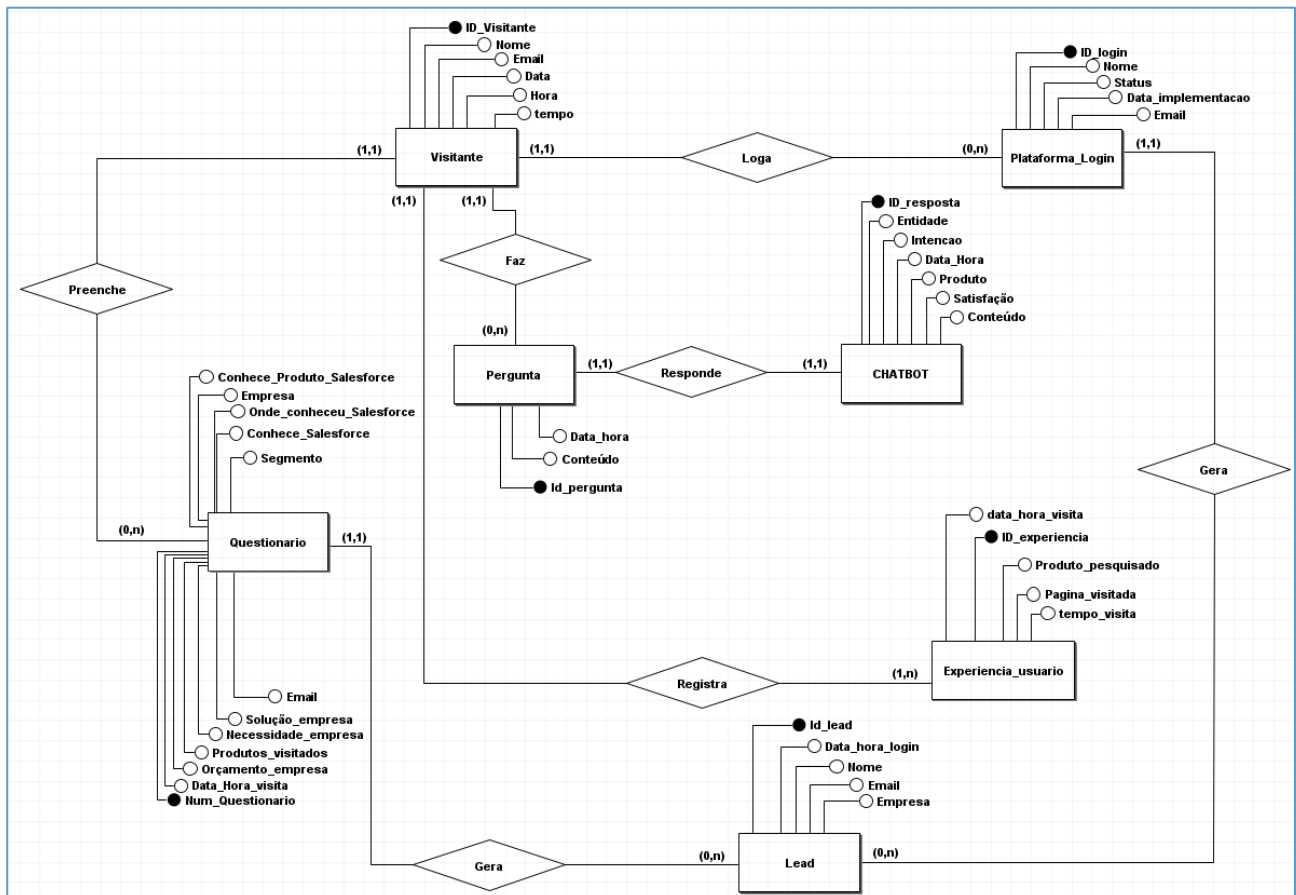 ID_Visitante
Nome
Email
Data
Hora
tempo
Visitante
(1,1)
(1,1)
(1,1)
(1,1)
Loga
(0,n)
ID_login
Nome
Status
Data_implementacao
Email
Plataforma_Login
(1,1)
Preenche
Faz
(0,n)
ID_resposta
Entidade
Intencao
Data_Hora
Produto
Satisfação
Conteúdo
CHATBOT
Pergunta
(1,1)
Responde
(1,1)
Data_hora
Conteúdo
Id_pergunta
Conhece_Produto_Salesforce
Empresa
Onde_conheceu_Salesforce
Conhece_Salesforce
Segmento
(0,n)
Questionario
(1,1)
Gera
data_hora_visita
ID_experiencia
Produto_pesquisado
Pagina_visitada
tempo_visita
Experiencia_usuario
Registra
(1,n)
Email
Solução_empresa
Necessidade_empresa
Produtos_visitados
Orçamento_empresa
Data_Hora_visita
Num_Questionario
Id_lead
Data_hora_login
Nome
Email
Empresa
Gera
(0,n)
Lead
(0,n)